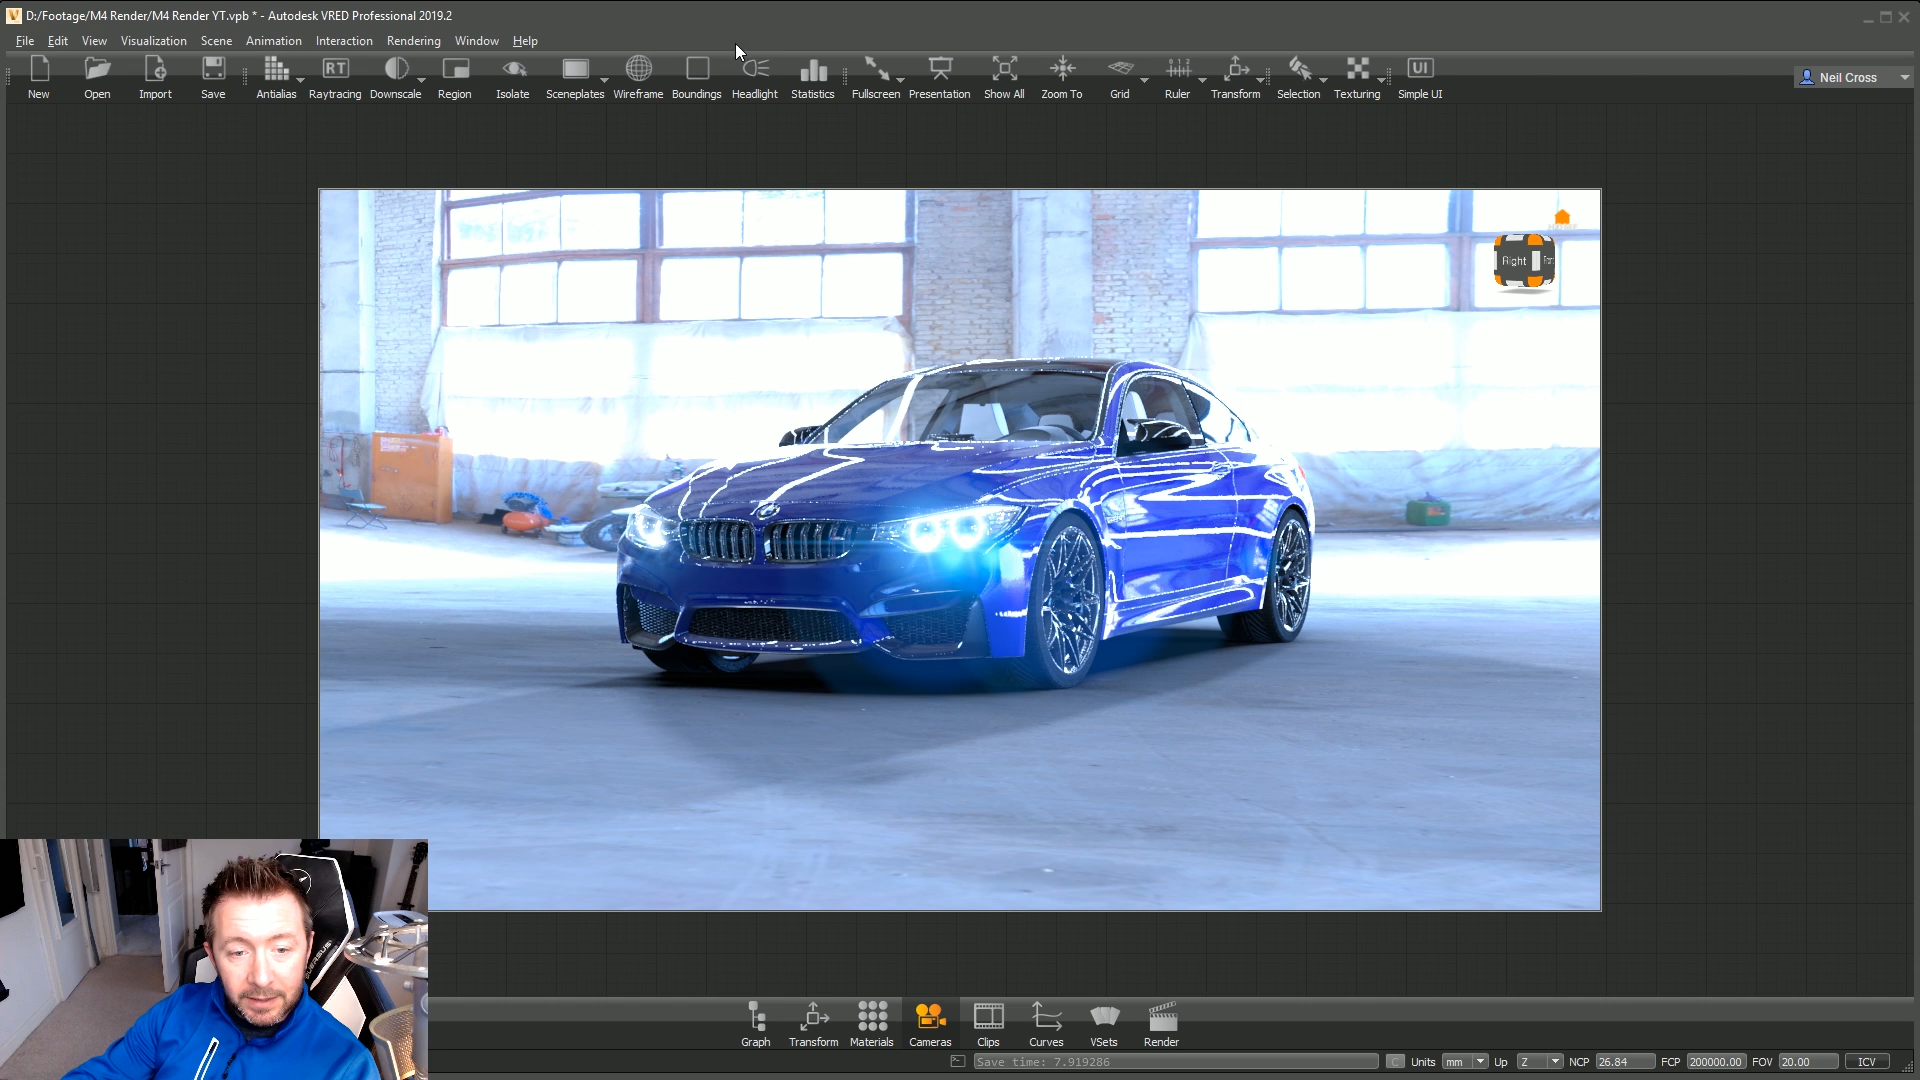 D:/Footage/M4 Render/M4 Render YT.vpb * - Autodesk VRED Professional 2019.2
File Edit View Visualization Scene Animation Interaction Rendering Window Help
RT UI
New Open Import Save Antialias Raytracing Downscale Region Isolate Sceneplates Wireframe Boundings Headlight Statistics Fullscreen Presentation Show All Zoom To Grid Ruler Transform Selection Texturing Simple UI
Neil Cross
Right
Graph Transform Materials Cameras Clips Curves VSets Render
Save time: 7.919286 C Units mm Up Z NCP 26.84 FCP 200000.00 FOV 20.00 ICV